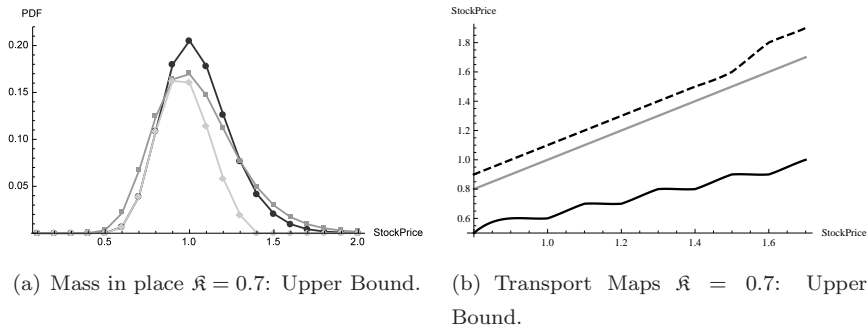 PDF
0.20
0.15
0.10
0.05
0.5
1.0
1.5
2.0
StockPrice
StockPrice
1.8
1.6
1.4
1.2
1.0
0.8
0.6
1.0
1.2
1.4
1.6
StockPrice
(a) Mass in place 𝔎 = 0.7: Upper Bound.
(b) Transport Maps 𝔎 = 0.7: Upper
Bound.